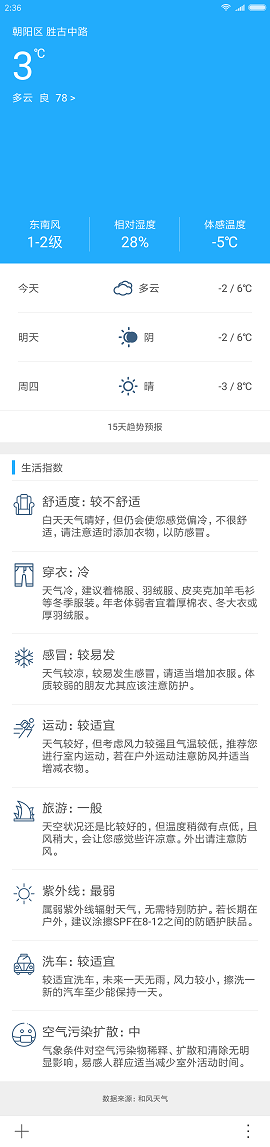 2:36
朝阳区 胜古中路
3℃
多云 良 78 >
东南风 相对湿度 体感温度
1-2级 28% -5℃
今天 多云 -2 / 6℃
明天 阴 -2 / 6℃
周四 晴 -3 / 8℃
15天趋势预报
生活指数
舒适度: 较不舒适
白天天气晴好，但仍会使您感觉偏冷，不很舒
适，请注意适时添加衣物，以防感冒。
穿衣: 冷
天气冷，建议着棉服、羽绒服、皮夹克加羊毛衫
等冬季服装。年老体弱者宜着厚棉衣、冬大衣或
厚羽绒服。
感冒: 较易发
天气较凉，较易发生感冒，请适当增加衣服。体
质较弱的朋友尤其应该注意防护。
运动: 较适宜
天气较好，但考虑风力较强且气温较低，推荐您
进行室内运动，若在户外运动注意防风并适当
增减衣物。
旅游: 一般
天空状况还是比较好的，但温度稍微有点低，且
风稍大，会让您感觉些许凉意。外出请注意防
风。
紫外线: 最弱
属弱紫外线辐射天气，无需特别防护。若长期在
户外，建议涂擦SPF在8-12之间的防晒护肤品。
洗车: 较适宜
较适宜洗车，未来一天无雨，风力较小，擦洗一
新的汽车至少能保持一天。
空气污染扩散: 中
气象条件对空气污染物稀释、扩散和清除无明
显影响，易感人群应适当减少室外活动时间。
数据来源: 和风天气